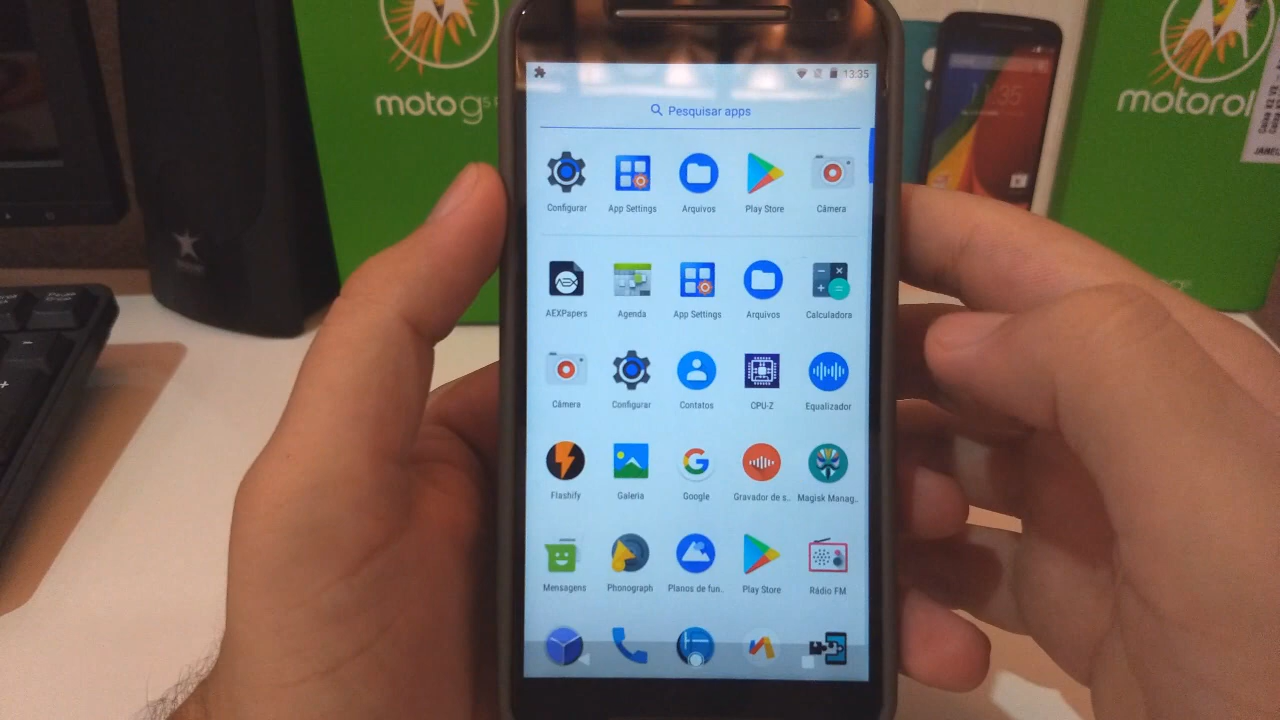 moto g5
motorol
13:35
Pesquisar apps
Configurar
App Settings
Arquivos
Play Store
Câmera
AEXPapers
Agenda
App Settings
Arquivos
Calculadora
Câmera
Configurar
Contatos
CPU-Z
Equalizador
Flashify
Galeria
Google
Gravador de s..
Magisk Manag..
Mensagens
Phonograph
Planos de fun..
Play Store
Rádio FM